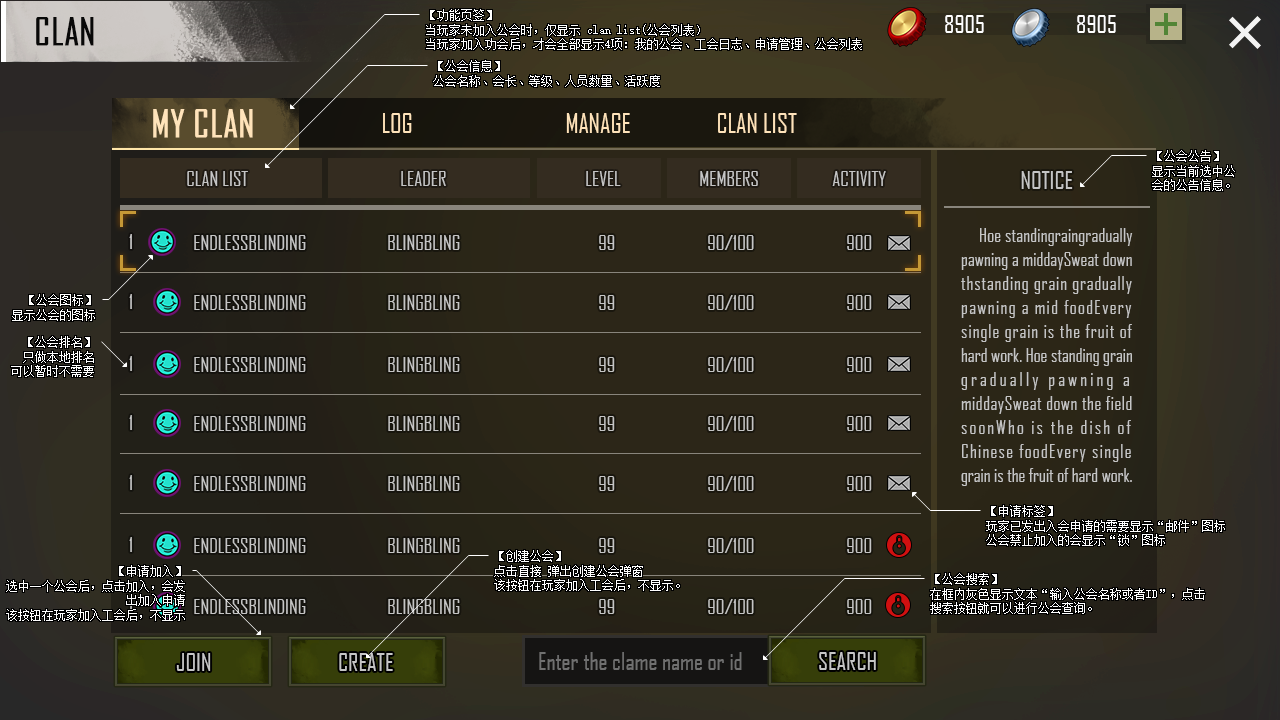 CLAN
【功能页签】
当玩家未加入公会时，仅显示 clan list(公会列表)
当玩家加入功会后，才会全部显示4项：我的公会、工会日志、申请管理、公会列表
8905
8905
【公会信息】
公会名称、会长、等级、人员数量、活跃度
MY CLAN
LOG
MANAGE
CLAN LIST
CLAN LIST
LEADER
LEVEL
MEMBERS
ACTIVITY
NOTICE
【公会公告】
显示当前选中公
会的公告信息。
1 ENDLESSBLINDING BLINGBLING 99 90/100 900
1 ENDLESSBLINDING BLINGBLING 99 90/100 900
1 ENDLESSBLINDING BLINGBLING 99 90/100 900
1 ENDLESSBLINDING BLINGBLING 99 90/100 900
1 ENDLESSBLINDING BLINGBLING 99 90/100 900
1 ENDLESSBLINDING BLINGBLING 99 90/100 900
ENDLESSBLINDING BLINGBLING 99 90/100 900
Hoe standingraingradually
pawning a middaySweat down
thstanding grain gradually
pawning a mid foodEvery
single grain is the fruit of
hard work. Hoe standing grain
gradually pawning a
middaySweat down the field
soonWho is the dish of
Chinese foodEvery single
grain is the fruit of hard work.
【公会图标】
显示公会的图标
【公会排名】
只做本地排名
可以暂时不需要
【申请标签】
玩家已发出入会申请的需要显示“邮件”图标
公会禁止加入的会显示“锁”图标
【申请加入】
选中一个公会后，点击加入，会发
出加入申请
该按钮在玩家加入工会后，不显示
【创建公会】
点击直接 弹出创建公会弹窗
该按钮在玩家加入工会后，不显示。
【公会搜索】
在框内灰色显示文本“输入公会名称或者ID”，点击
搜索按钮就可以进行公会查询。
JOIN
CREATE
Enter the clame name or id
SEARCH